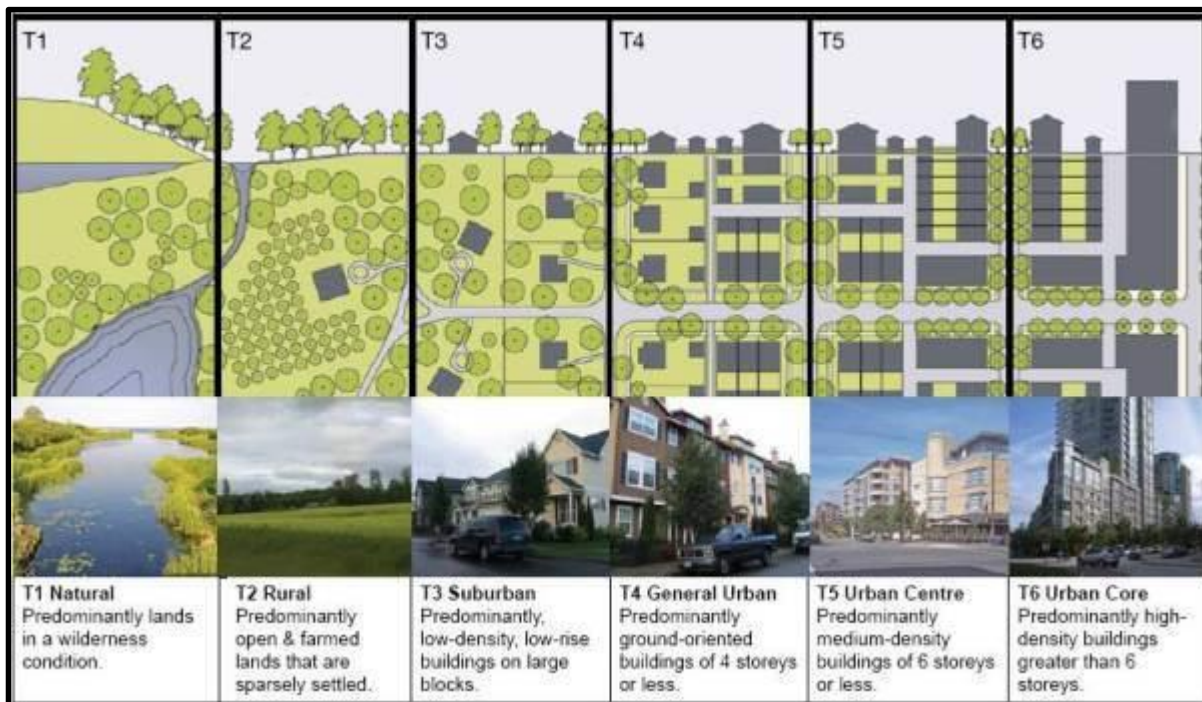 T1
T2
T3
T4
T5
T6
T1 Natural
Predominantly lands
in a wilderness
condition.
T2 Rural
Predominantly
open & farmed
lands that are
sparsely settled.
T3 Suburban
Predominantly,
low-density, low-rise
buildings on large
blocks.
T4 General Urban
Predominantly
ground-oriented
buildings of 4 storeys
or less.
T5 Urban Centre
Predominantly
medium-density
buildings of 6 storeys
or less.
T6 Urban Core
Predominantly high-
density buildings
greater than 6
storeys.